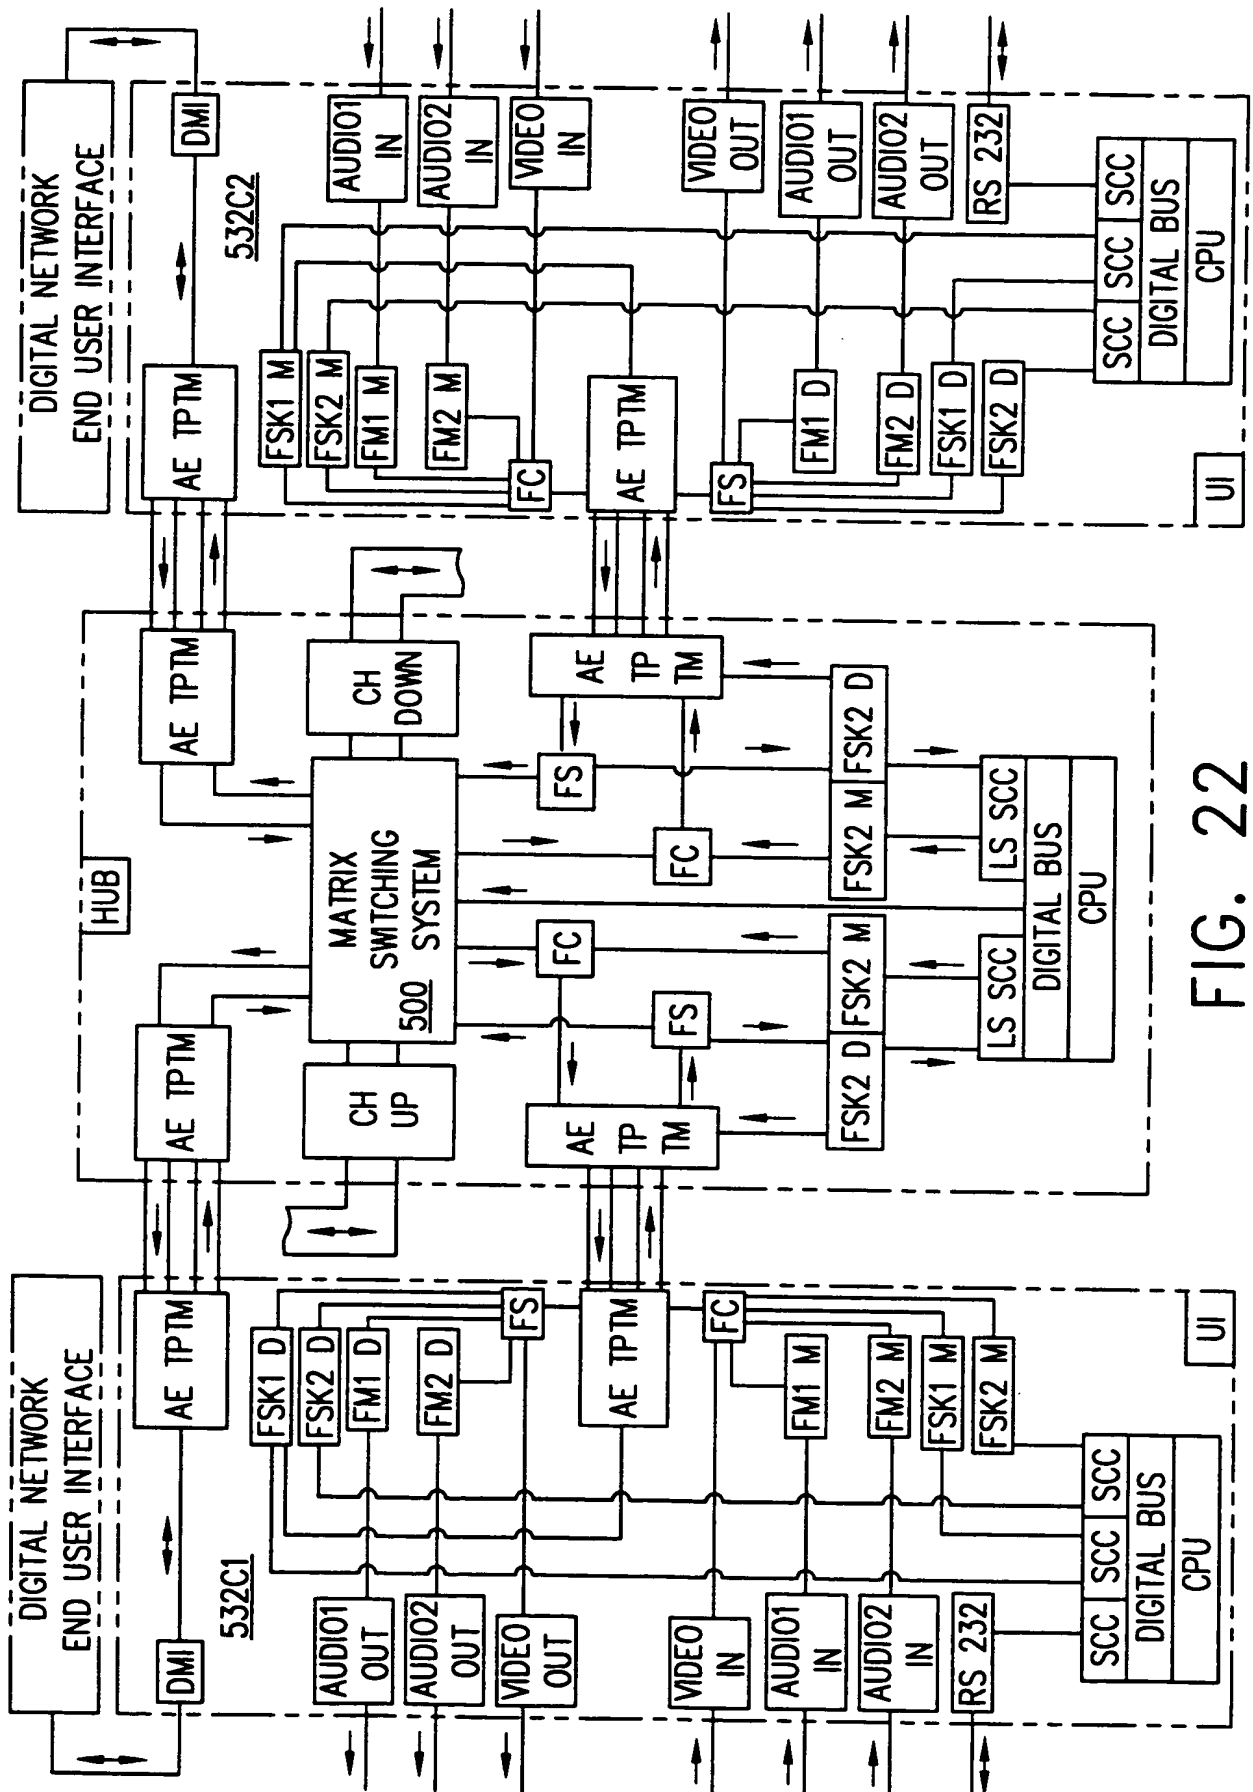 DIGITAL NETWORK
END USER INTERFACE
DMI
AE TPTM
532C1
FSK1 D
FSK2 D
FM1 D
FM2 D
FS
AUDIO1
OUT
AUDIO2
OUT
VIDEO
OUT
AE TPTM
FC
VIDEO
IN
AUDIO1
IN
AUDIO2
IN
RS 232
FM1 M
FM2 M
FSK1 M
FSK2 M
SCC
SCC
SCC
DIGITAL BUS
CPU
UI
HUB
AE TPTM
AE TPTM
CH
UP
MATRIX
SWITCHING
SYSTEM
500
CH
DOWN
AE
TP
TM
FC
FS
FS
FC
AE
TP
TM
FSK2 D
FSK2 M
FSK2 M
FSK2 D
LS SCC
LS SCC
DIGITAL BUS
CPU
DIGITAL NETWORK
END USER INTERFACE
DMI
AE TPTM
532C2
FSK1 M
FSK2 M
FM1 M
FM2 M
FC
AUDIO1
IN
AUDIO2
IN
VIDEO
IN
AE TPTM
FS
VIDEO
OUT
AUDIO1
OUT
AUDIO2
OUT
RS 232
FM1 D
FM2 D
FSK1 D
FSK2 D
SCC
SCC
SCC
DIGITAL BUS
CPU
UI
FIG. 22